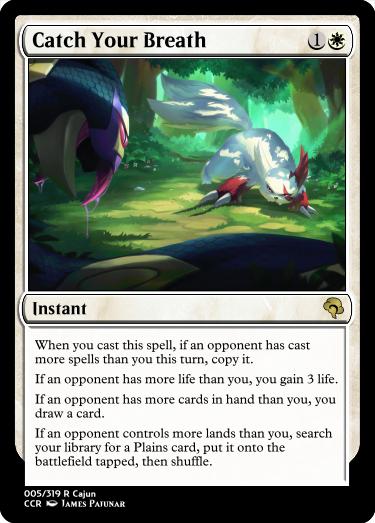 Catch Your Breath 1
Instant
When you cast this spell, if an opponent has cast
more spells than you this turn, copy it.
If an opponent has more life than you, you gain 3 life.
If an opponent has more cards in hand than you, you
draw a card.
If an opponent controls more lands than you, search
your library for a Plains card, put it onto the
battlefield tapped, then shuffle.
005/319 R Cajun
CCR James Pajunar